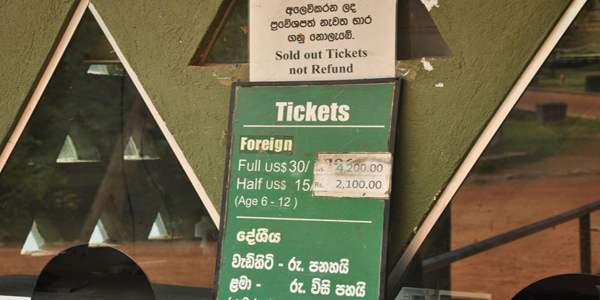 අලෙවිකරන ලද
ප්‍රවේශපත් නැවත භාර
ගනු නොලැබේ.
Sold out Tickets
not Refund
Tickets
Foreign
Full US$ 30/ Rs. 4,200.00
Half US$ 15/ Rs. 2,100.00
(Age 6 - 12 )
දේශීය
වැඩිහිටි - රු. පනහයි
ළමා - රු. විසි පහයි